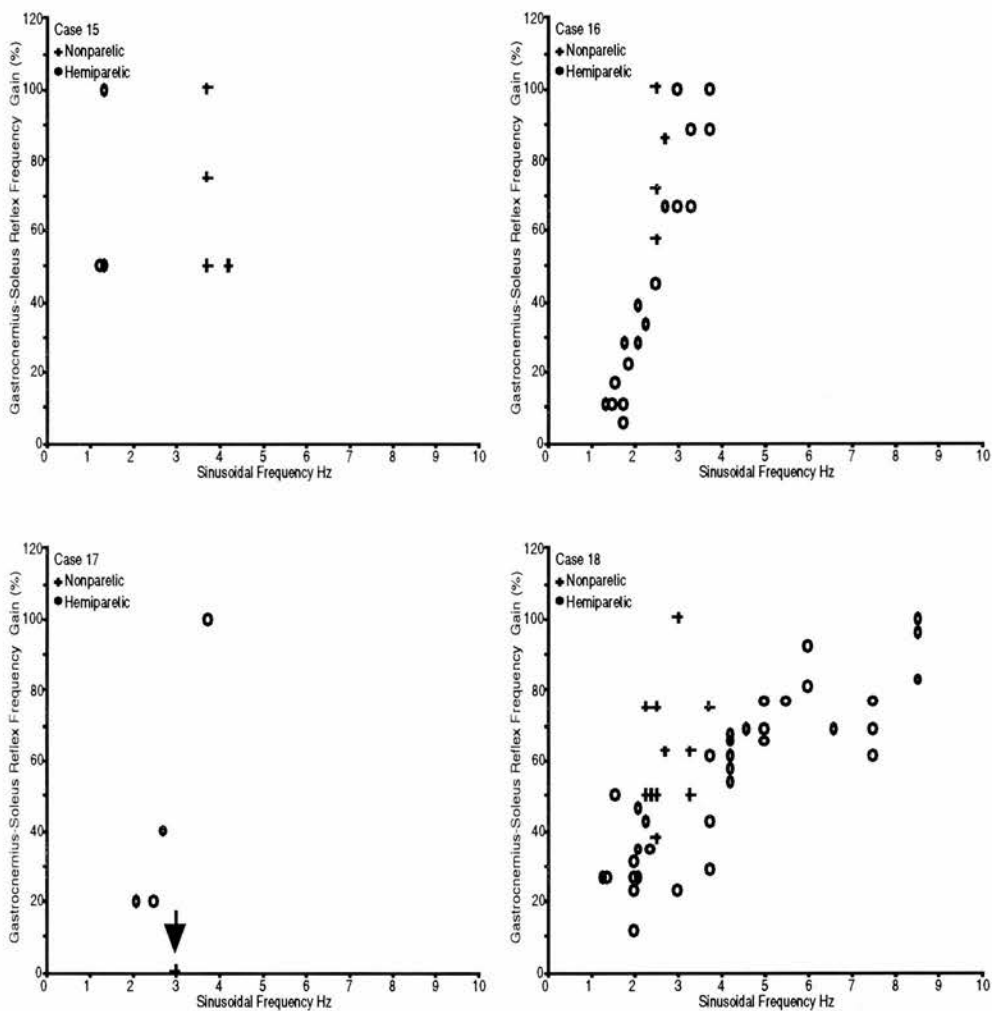 Case 15
+ Nonparelic
Hemiparelic
Gastrocnemius-Soleus Reflex Frequency Gain (%)
120
100
80
60
40
20
0
0 1 2 3 4 5 6 7 8 9 10
Sinusoidal Frequency Hz
Case 16
+ Nonparelic
Hemiparelic
Gastrocnemius-Soleus Reflex Frequency Gain (%)
120
100
80
60
40
20
0
0 1 2 3 4 5 6 7 8 9 10
Sinusoidal Frequency Hz
Case 17
+ Nonparelic
Hemiparelic
Gastrocnemius-Soleus Reflex Frequency Gain (%)
120
100
80
60
40
20
0
0 1 2 3 4 5 6 7 8 9 10
Sinusoidal Frequency Hz
Case 18
+ Nonparelic
Hemiparelic
Gastrocnemius-Soleus Reflex Frequency Gain (%)
120
100
80
60
40
20
0
0 1 2 3 4 5 6 7 8 9 10
Sinusoidal Frequency Hz